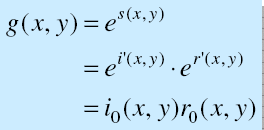 g(x, y) = e^{s(x, y)}
= e^{i'(x, y)} · e^{r'(x, y)}
= i_0(x, y)r_0(x, y)